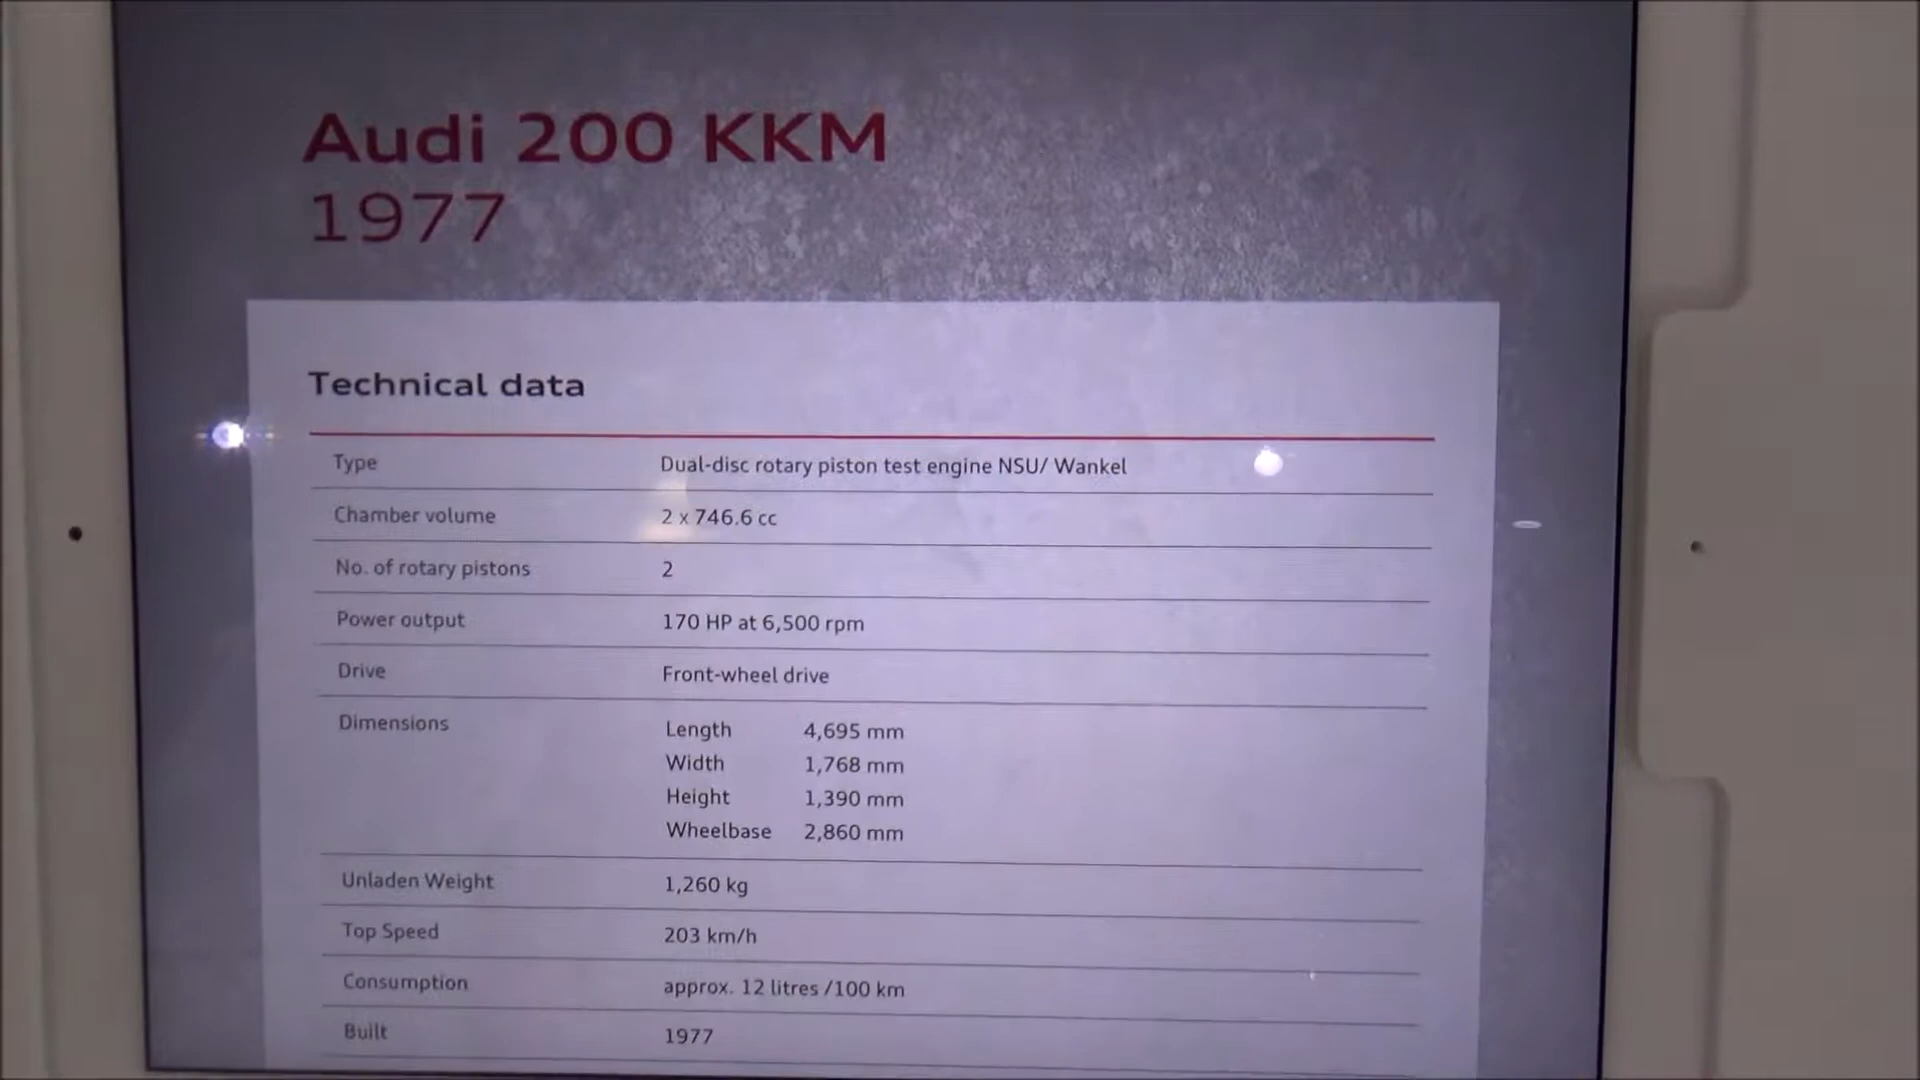 Audi 200 KKM
1977
Technical data
Type Dual-disc rotary piston test engine NSU/ Wankel
Chamber volume 2 x 746.6 cc
No. of rotary pistons 2
Power output 170 HP at 6,500 rpm
Drive Front-wheel drive
Dimensions Length 4,695 mm
Width 1,768 mm
Height 1,390 mm
Wheelbase 2,860 mm
Unladen Weight 1,260 kg
Top Speed 203 km/h
Consumption approx. 12 litres /100 km
Built 1977